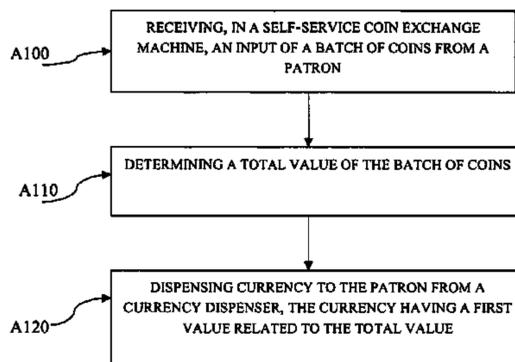 A100
RECEIVING, IN A SELF-SERVICE COIN EXCHANGE
MACHINE, AN INPUT OF A BATCH OF COINS FROM A
PATRON
A110
DETERMINING A TOTAL VALUE OF THE BATCH OF COINS
A120
DISPENSING CURRENCY TO THE PATRON FROM A
CURRENCY DISPENSER, THE CURRENCY HAVING A FIRST
VALUE RELATED TO THE TOTAL VALUE